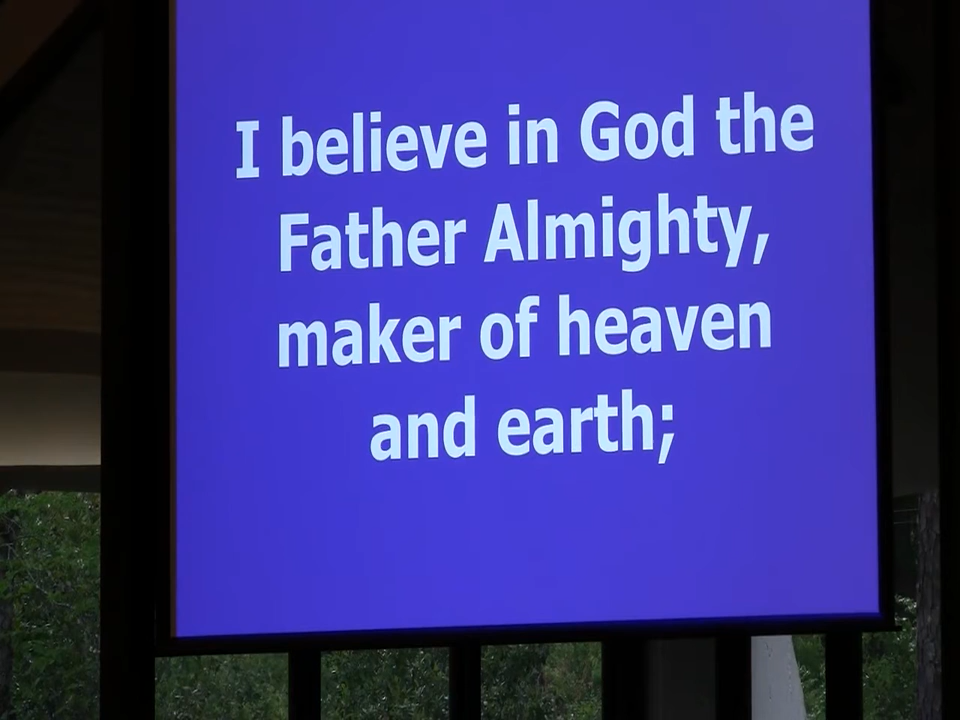 I believe in God the
Father Almighty,
maker of heaven
and earth;